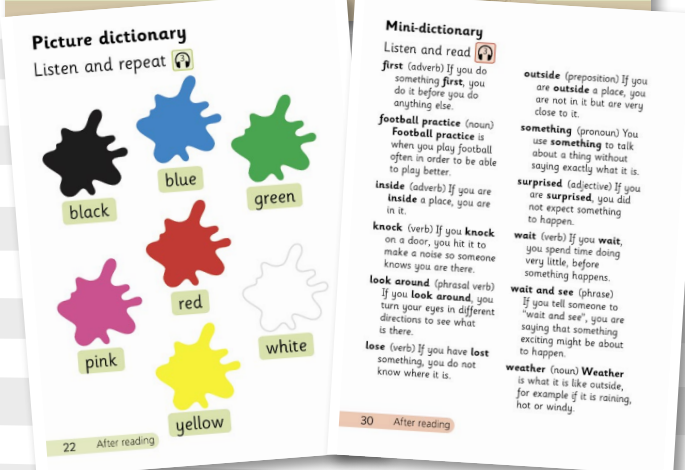 Picture dictionary
Listen and repeat
black
blue
green
red
pink
white
yellow
22 After reading
Mini-dictionary
Listen and read
first (adverb) If you do
something first, you
do it before you do
anything else.
football practice (noun)
Football practice is
when you play football
often in order to be able
to play better.
inside (adverb) If you are
inside a place, you are
in it.
knock (verb) If you knock
on a door, you hit it to
make a noise so someone
knows you are there.
look around (phrasal verb)
If you look around, you
turn your eyes in different
directions to see what
is there.
lose (verb) If you have lost
something, you do not
know where it is.
outside (preposition) If you
are outside a place, you
are not in it but are very
close to it.
something (pronoun) You
use something to talk
about a thing without
saying exactly what it is.
surprised (adjective) If you
are surprised, you did
not expect something
to happen.
wait (verb) If you wait,
you spend time doing
very little, before
something happens.
wait and see (phrase)
If you tell someone to
"wait and see", you are
saying that something
exciting might be about
to happen.
weather (noun) Weather
is what it is like outside,
for example if it is raining,
hot or windy.
30 After reading